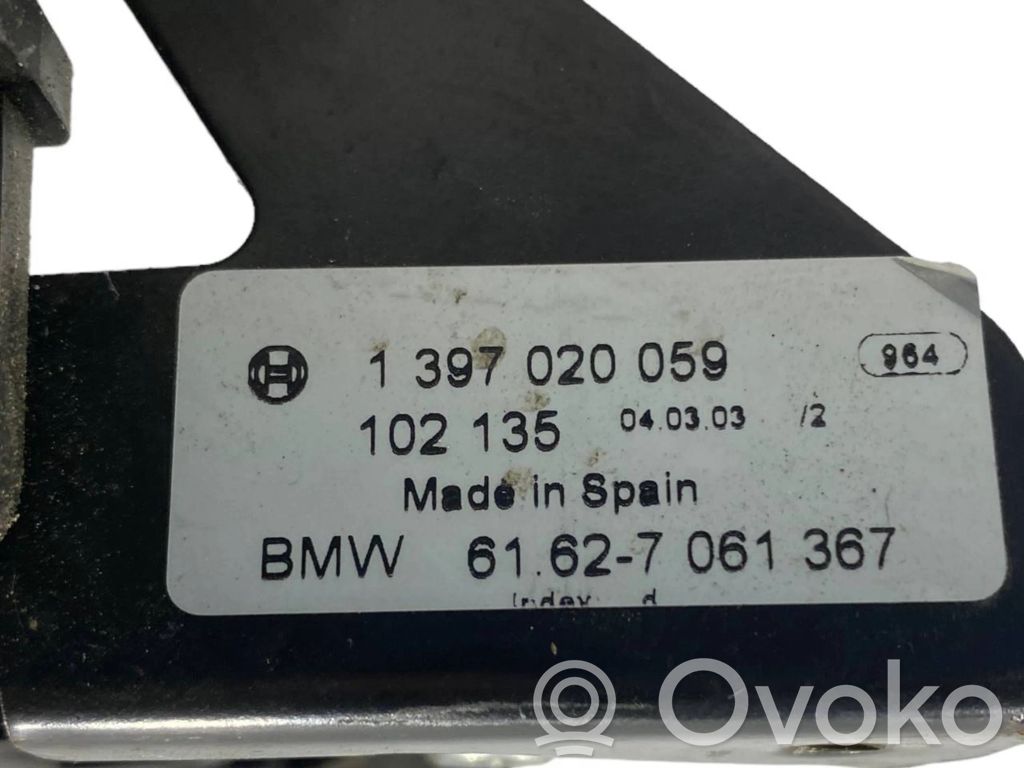 1 397 020 059 964
102 135 04.03.03 /2
Made in Spain
BMW 61.62-7 061 367
Index d
Ovoko